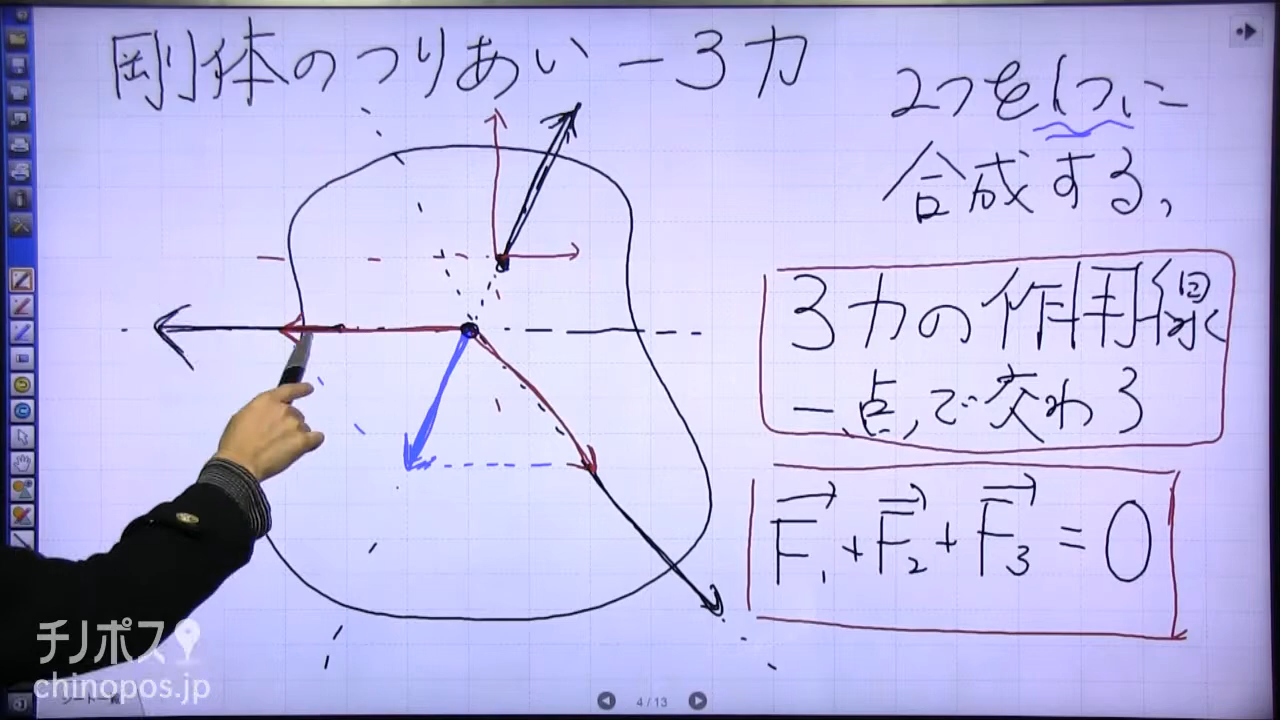 剛体のつりあい－3力
2つを1つに
合成する。
3力の作用線
一点で交わる
F₁+F₂+F₃=0
チノポス
chinopos.jp
4 / 13